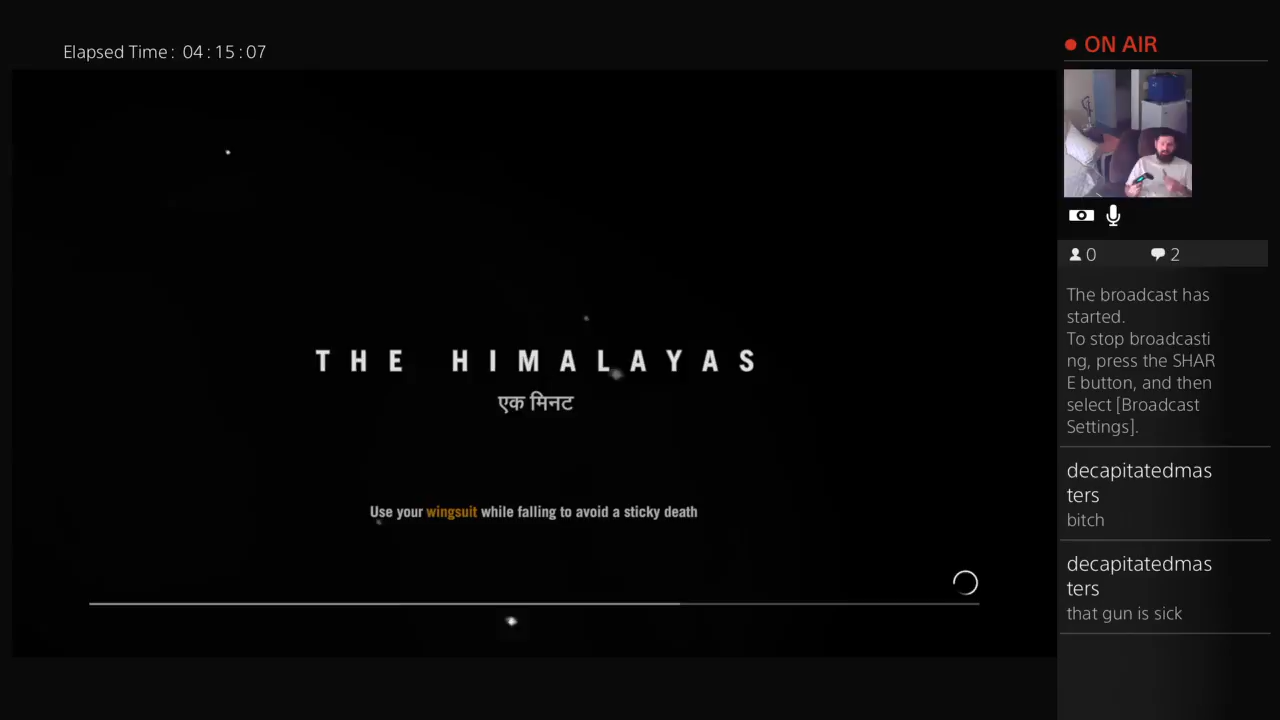 Elapsed Time: 04:15:07
ON AIR
THE HIMALAYAS
एक मिनट
Use your wingsuit while falling to avoid a sticky death
0
2
The broadcast has
started.
To stop broadcasti
ng, press the SHAR
E button, and then
select [Broadcast
Settings].
decapitatedmas
ters
bitch
decapitatedmas
ters
that gun is sick